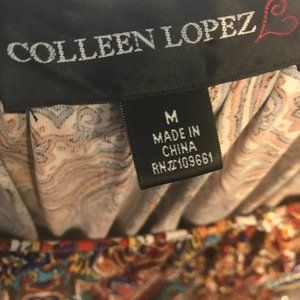 COLLEEN LOPEZ
M
MADE IN
CHINA
RN#109661